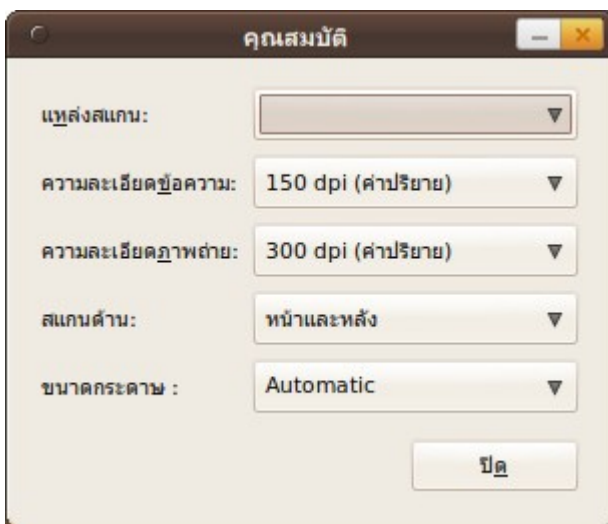 คุณสมบัติ
แหล่งสแกน:
ความละเอียดข้อความ: 150 dpi (ค่าปริยาย)
ความละเอียดภาพถ่าย: 300 dpi (ค่าปริยาย)
สแกนด้าน: หน้าและหลัง
ขนาดกระดาษ : Automatic
ปิด